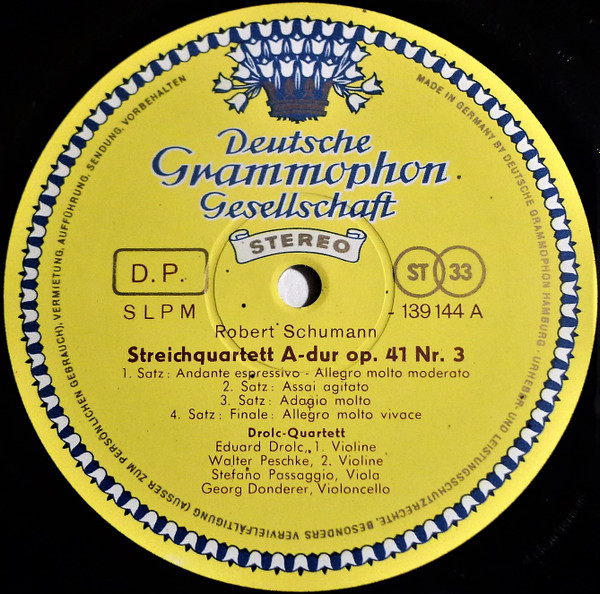 Deutsche
Grammophon
Gesellschaft
STEREO
D.P.
ST 33
SLPM
- 139 144 A
Robert Schumann
Streichquartett A-dur op. 41 Nr. 3
1. Satz: Andante espressivo - Allegro molto moderato
2. Satz: Assai agitato
3. Satz: Adagio molto
4. Satz: Finale: Allegro molto vivace
Drolc-Quartett
Eduard Drolc, 1. Violine
Walter Peschke, 2. Violine
Stefano Passaggio, Viola
Georg Donderer, Violoncello
MADE IN GERMANY BY DEUTSCHE GRAMMOPHON HAMBURG · URHEBER- UND LEISTUNGSSCHUTZRECHTE, BESONDERS VERVIELFÄLTIGUNG (AUSSER ZUM PERSÖNLICHEN GEBRAUCH), VERMIETUNG, AUFFÜHRUNG, SENDUNG, VORBEHALTEN